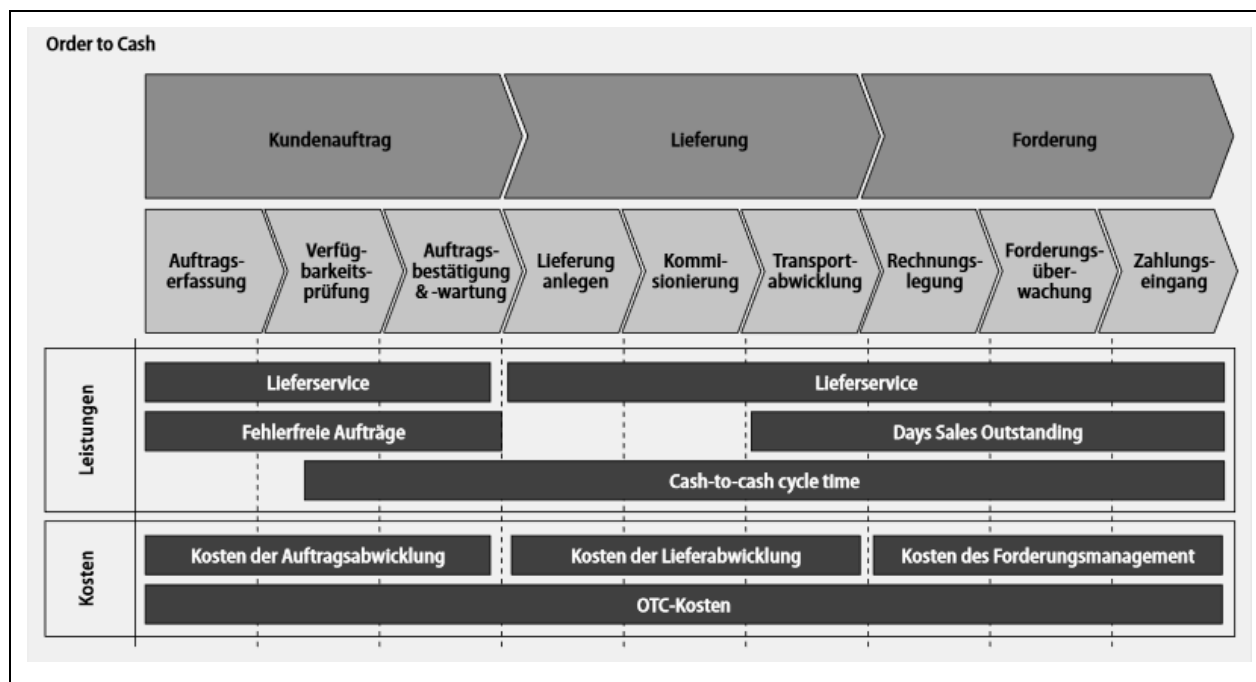 Order to Cash
Kundenauftrag
Lieferung
Forderung
Auftrags-
erfassung
Verfüg-
barkeits-
prüfung
Auftrags-
bestätigung
& -wartung
Lieferung
anlegen
Kommi-
sionierung
Transport-
abwicklung
Rechnungs-
legung
Forderungs-
über-
wachung
Zahlungs-
eingang
Leistungen
Lieferservice
Lieferservice
Fehlerfreie Aufträge
Days Sales Outstanding
Cash-to-cash cycle time
Kosten
Kosten der Auftragsabwicklung
Kosten der Lieferabwicklung
Kosten des Forderungsmanagement
OTC-Kosten